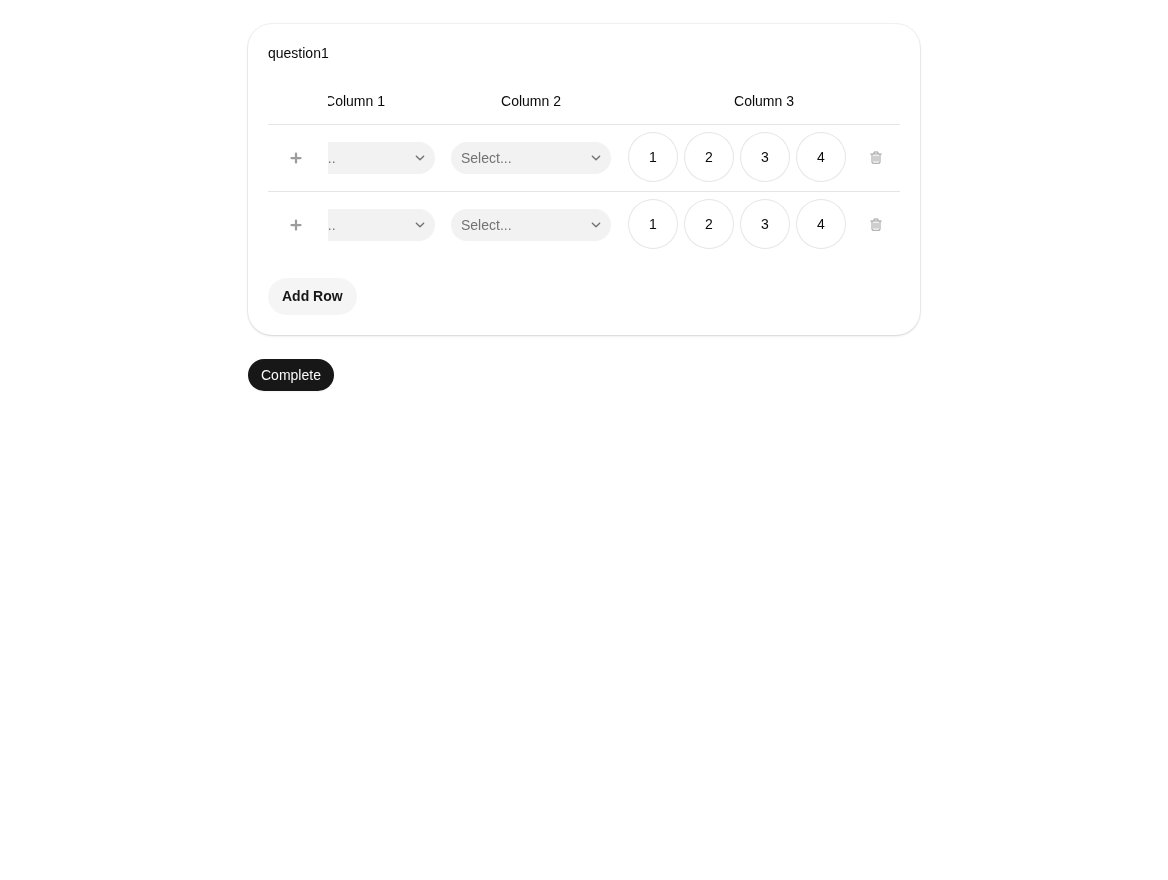 question1
Column 1 Column 2 Column 3
.. Select... 1 2 3 4
.. Select... 1 2 3 4
Add Row
Complete